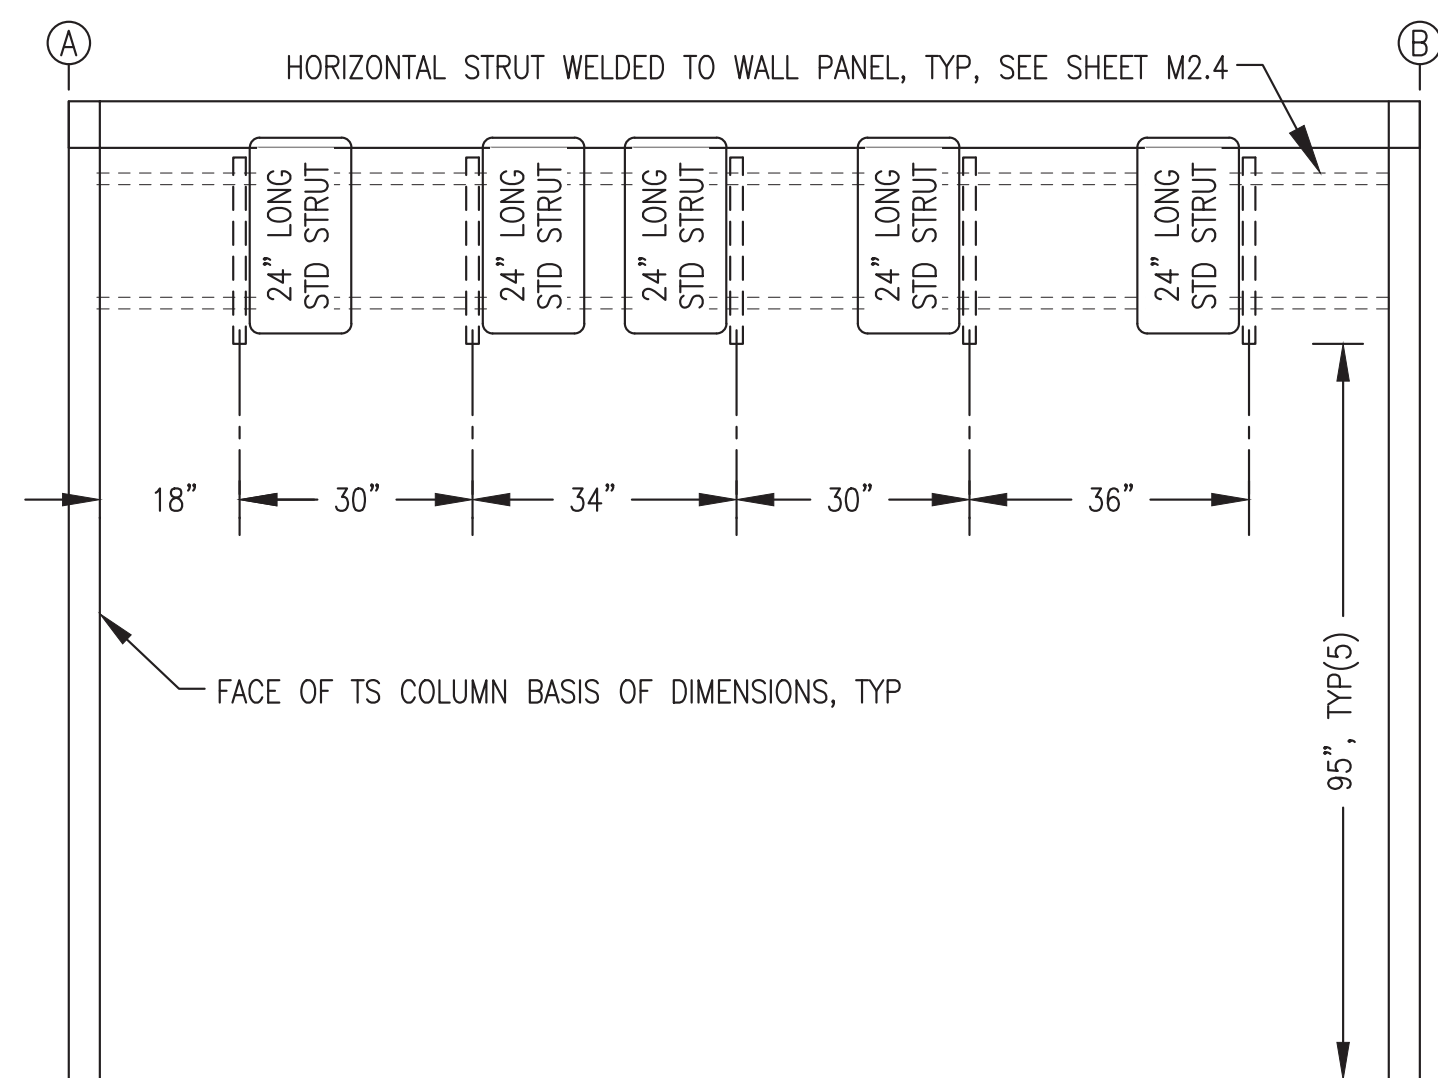 A
B
HORIZONTAL STRUT WELDED TO WALL PANEL, TYP, SEE SHEET M2.4
24" LONG
STD STRUT
24" LONG
STD STRUT
24" LONG
STD STRUT
24" LONG
STD STRUT
24" LONG
STD STRUT
18"
30"
34"
30"
36"
FACE OF TS COLUMN BASIS OF DIMENSIONS, TYP
95", TYP(5)